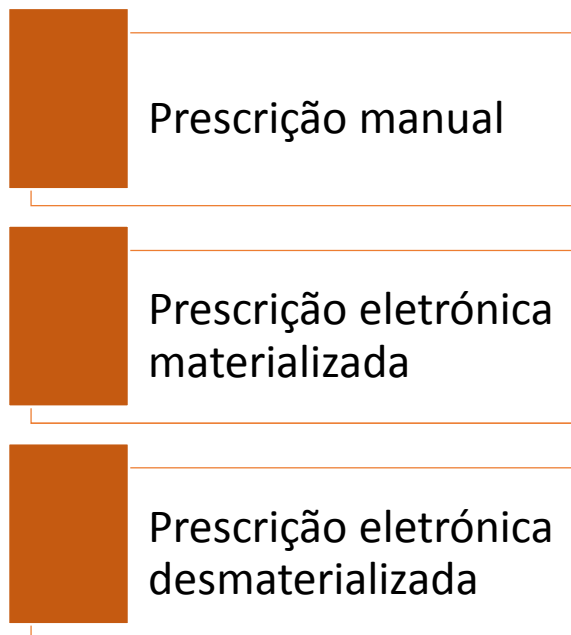 Prescrição manual
Prescrição eletrónica
materializada
Prescrição eletrónica
desmaterializada